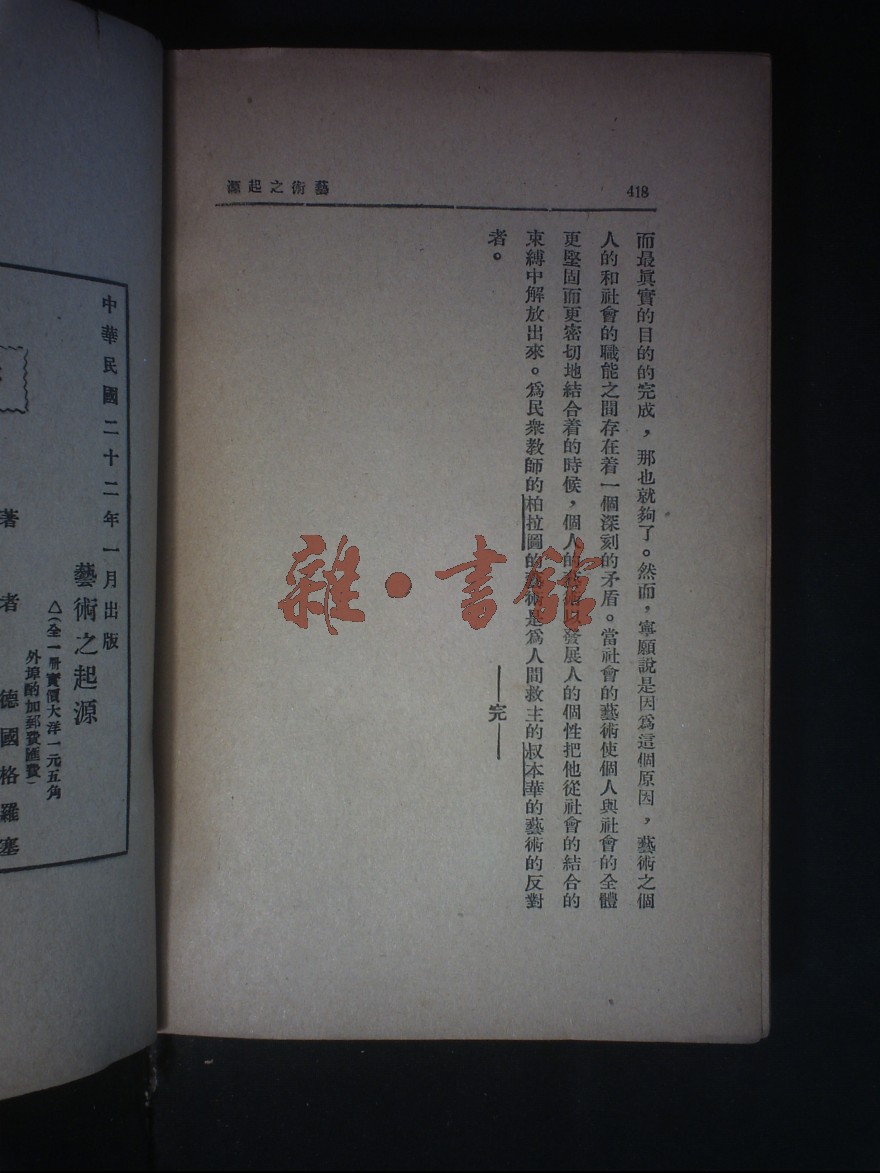 418
藝術之起源
而最眞實的目的的完成，那也就夠了。然而，寧願說是因爲這個原因，藝術之個
人的和社會的職能之間存在着一個深刻的矛盾。當社會的藝術使個人與社會的全體
更堅固而更密切地結合着的時候，個人的發展人的個性把他從社會的結合的
束縛中解放出來。爲民衆教師的柏拉圖的藝術是爲人間救主的叔本華的藝術的反對
者。
——完——
雜·書館
中華民國二十二年一月出版
藝術之起源
△（全一冊實價大洋一元五角
外埠酌加郵費匯費）
著者 德國格羅塞